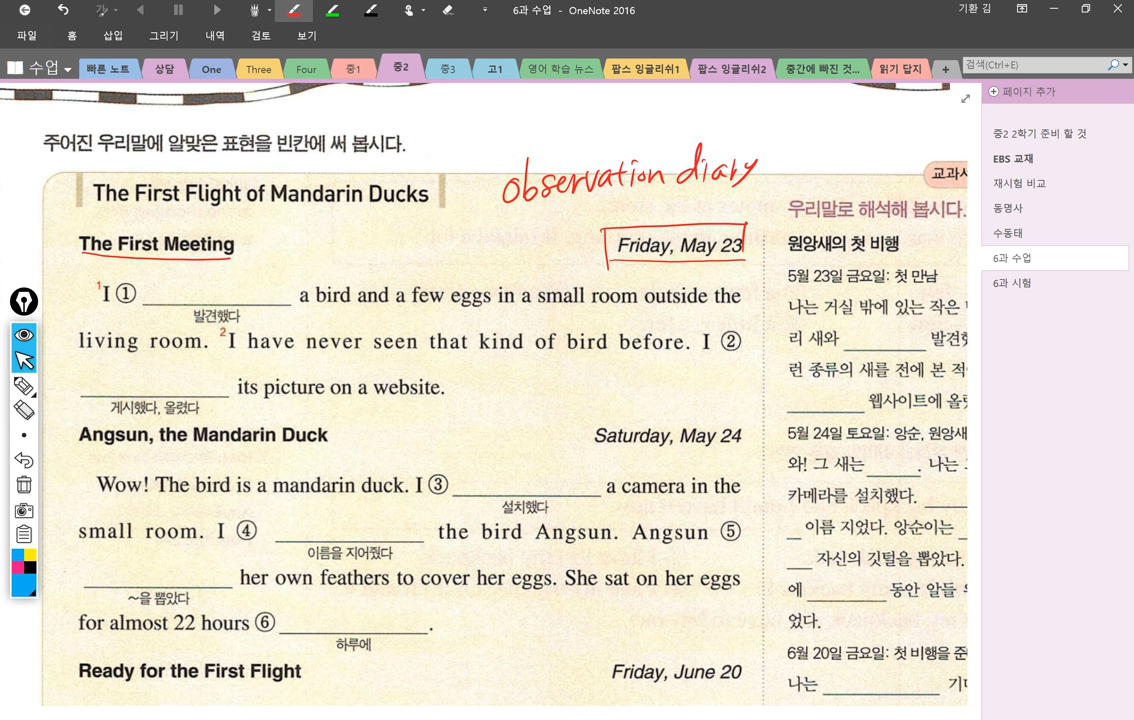 6과 수업 - OneNote 2016
기환 김
파일 홈 삽입 그리기 내역 검토 보기
수업 빠른 노트 상담 One Three Four 중1 중2 중3 고1 영어 학습 뉴스 팝스 잉글리쉬1 팝스 잉글리쉬2 중간에 빠진 것... 읽기 답지 + 검색(Ctrl+E)
페이지 추가
중2 2학기 준비 할 것
EBS 교재
재시험 비교
동명사
수동태
6과 수업
6과 시험
주어진 우리말에 알맞은 표현을 빈칸에 써 봅시다.
observation diary
The First Flight of Mandarin Ducks
The First Meeting Friday, May 23
1I ① ____ a bird and a few eggs in a small room outside the
발견했다
living room. 2I have never seen that kind of bird before. I ②
____ its picture on a website.
게시했다, 올렸다
Angsun, the Mandarin Duck Saturday, May 24
Wow! The bird is a mandarin duck. I ③ ____ a camera in the
설치했다
small room. I ④ ____ the bird Angsun. Angsun ⑤
이름을 지어줬다
____ her own feathers to cover her eggs. She sat on her eggs
~을 뽑았다
for almost 22 hours ⑥ ____.
하루에
Ready for the First Flight Friday, June 20
교과서
우리말로 해석해 봅시다.
원앙새의 첫 비행
5월 23일 금요일: 첫 만남
나는 거실 밖에 있는 작은
리 새와 ____ 발견했
런 종류의 새를 전에 본 적
____ 웹사이트에 올렸
5월 24일 토요일: 앙순, 원앙새
와! 그 새는 ____. 나는
카메라를 설치했다. ____
_ 이름 지었다. 앙순이는 _
__ 자신의 깃털을 뽑았다.
에 ____ 동안 알들
었다.
6월 20일 금요일: 첫 비행을 준
나는 ____ 기